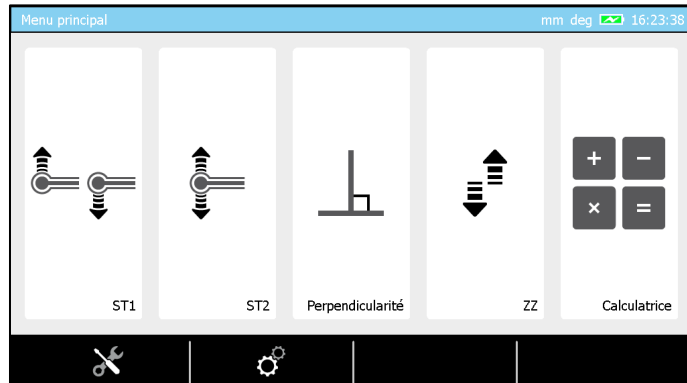 Menu principal
mm deg 16:23:38
ST1
ST2
Perpendicularité
ZZ
Calculatrice
+ −
× =